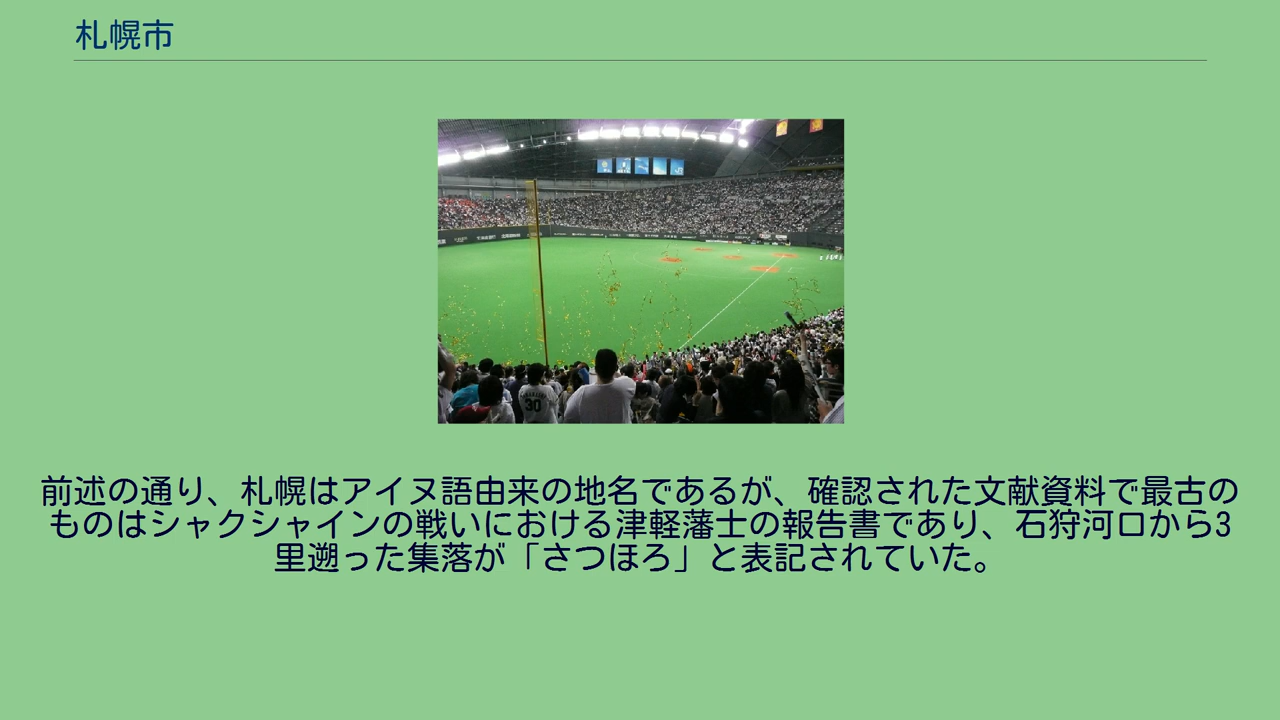 札幌市
30
前述の通り、札幌はアイヌ語由来の地名であるが、確認された文献資料で最古の
ものはシャクシャインの戦いにおける津軽藩士の報告書であり、石狩河口から3
里遡った集落が「さつほろ」と表記されていた。